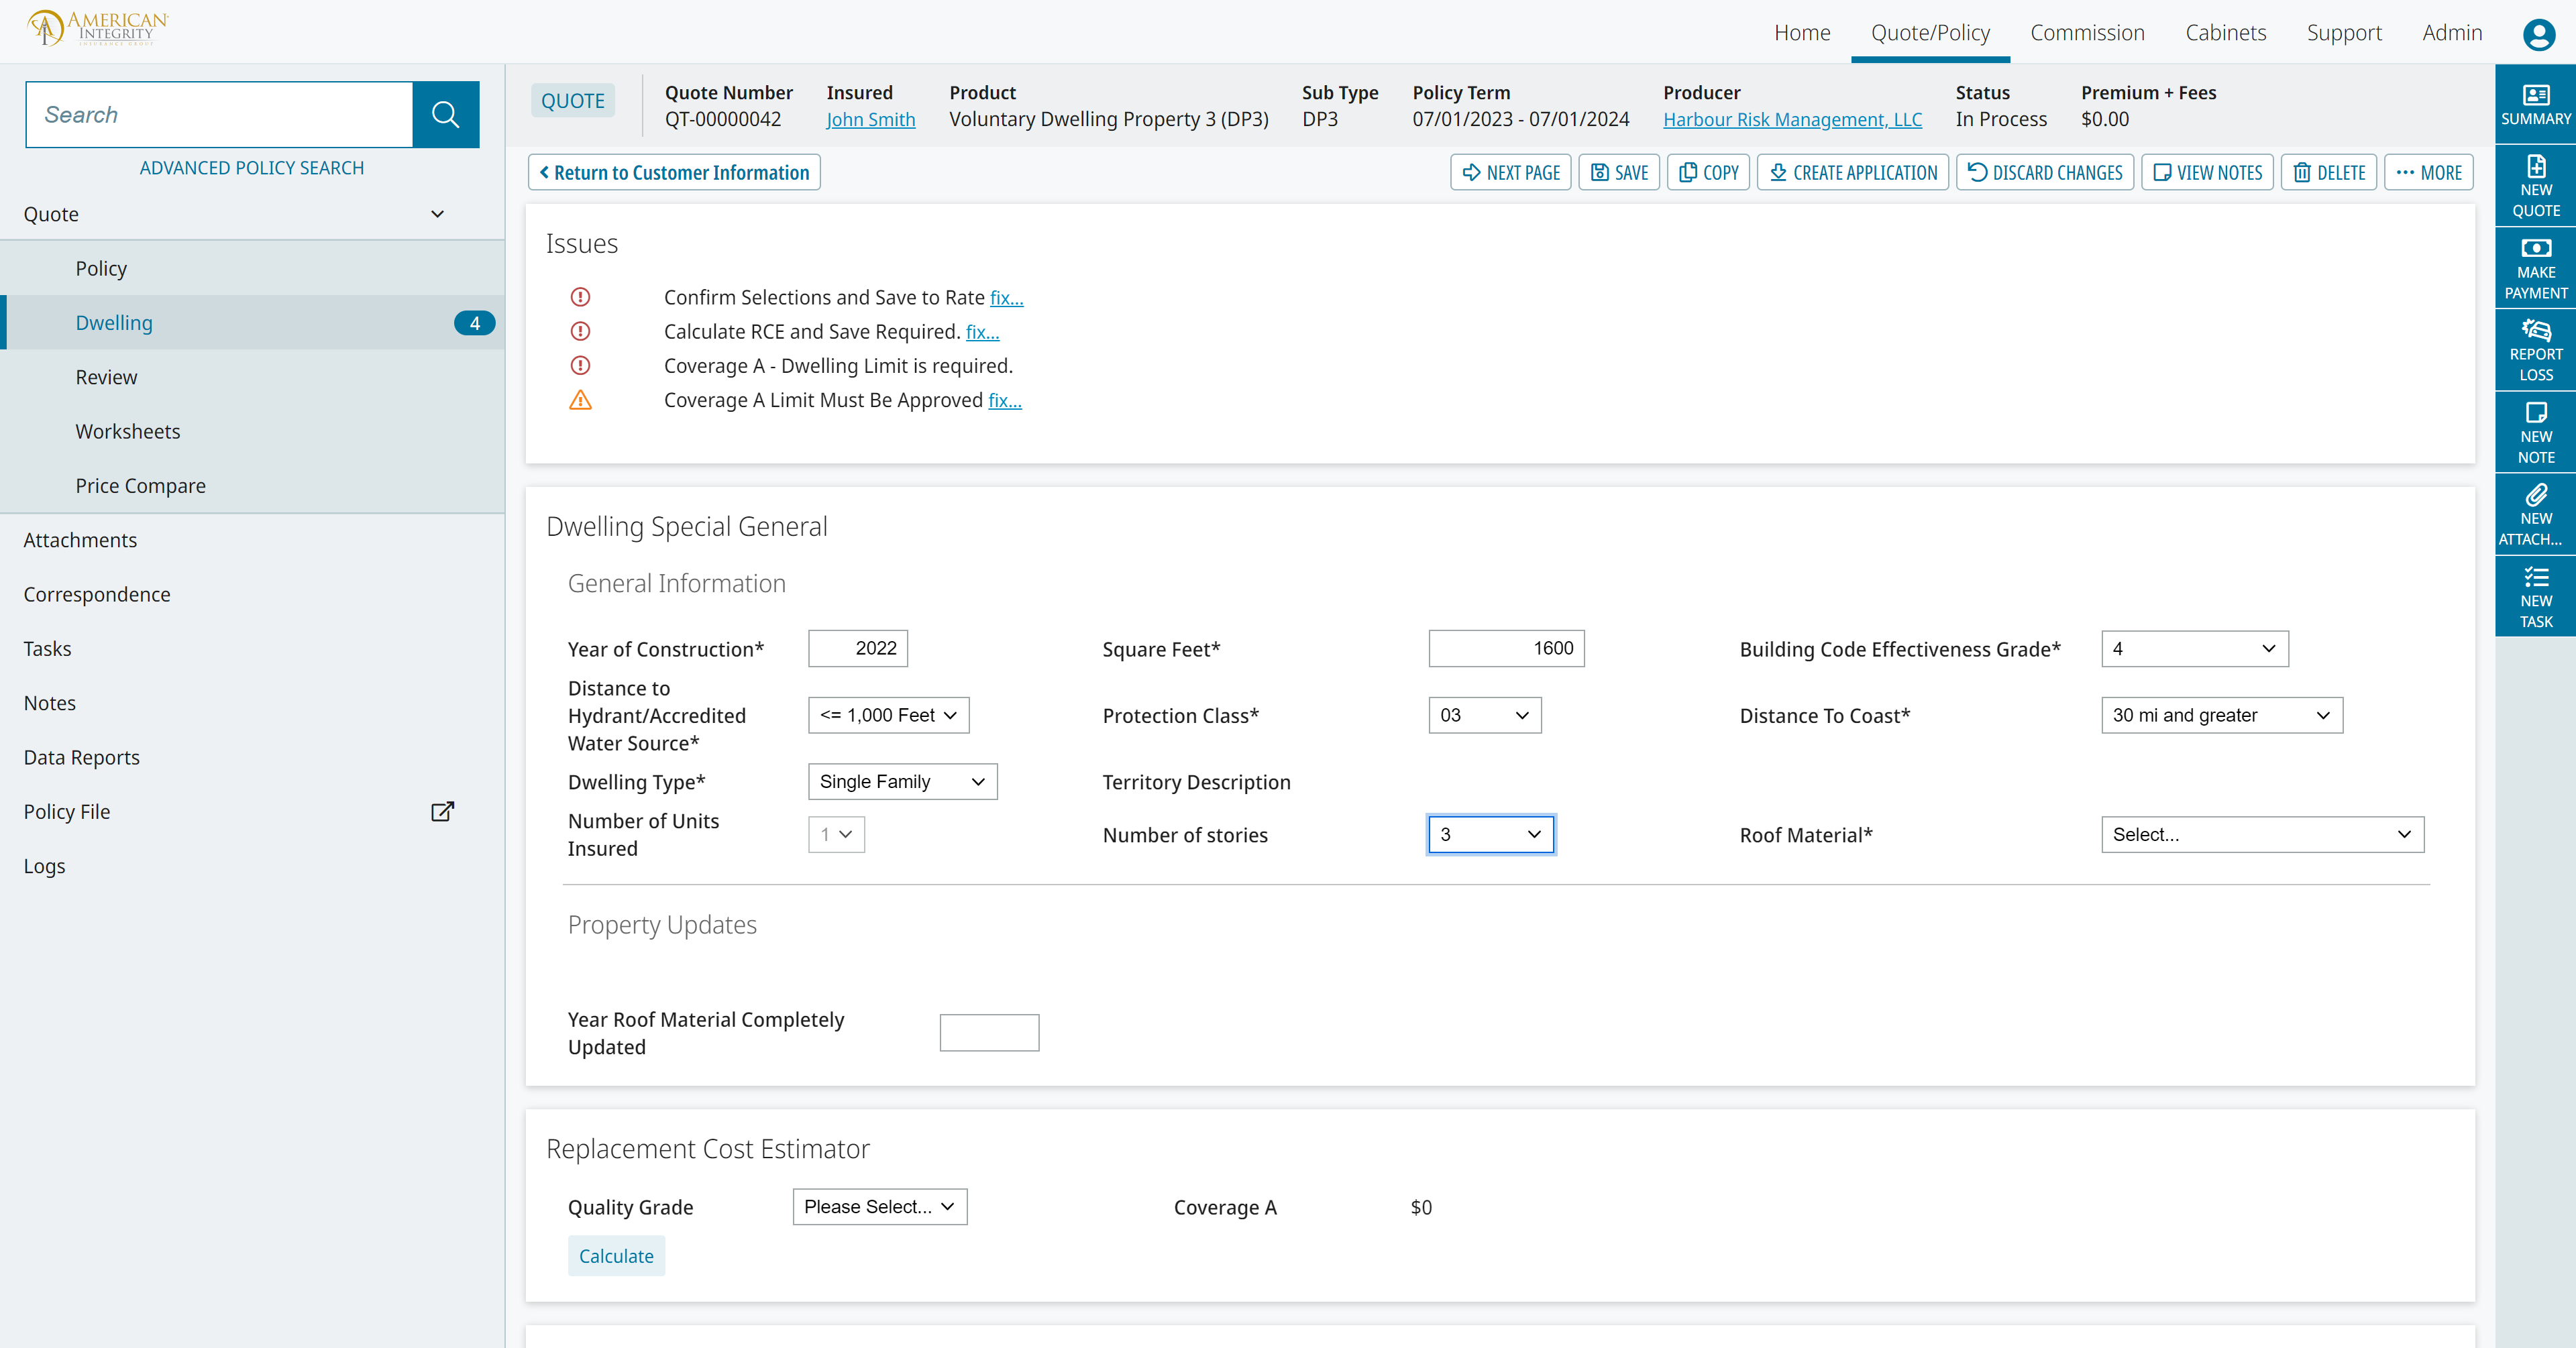 AMERICAN
INTEGRITY
INSURANCE GROUP
Home
Quote/Policy
Commission
Cabinets
Support
Admin
Search
ADVANCED POLICY SEARCH
Quote
Policy
Dwelling
4
Review
Worksheets
Price Compare
Attachments
Correspondence
Tasks
Notes
Data Reports
Policy File
Logs
QUOTE
Quote Number
QT-00000042
Insured
John Smith
Product
Voluntary Dwelling Property 3 (DP3)
Sub Type
DP3
Policy Term
07/01/2023 - 07/01/2024
Producer
Harbour Risk Management, LLC
Status
In Process
Premium + Fees
$0.00
Return to Customer Information
NEXT PAGE
SAVE
COPY
CREATE APPLICATION
DISCARD CHANGES
VIEW NOTES
DELETE
MORE
Issues
Confirm Selections and Save to Rate fix...
Calculate RCE and Save Required. fix...
Coverage A - Dwelling Limit is required.
Coverage A Limit Must Be Approved fix...
Dwelling Special General
General Information
Year of Construction*
2022
Square Feet*
1600
Building Code Effectiveness Grade*
4
Distance to
Hydrant/Accredited
Water Source*
<= 1,000 Feet
Protection Class*
03
Distance To Coast*
30 mi and greater
Dwelling Type*
Single Family
Territory Description
Number of Units
Insured
1
Number of stories
3
Roof Material*
Select...
Property Updates
Year Roof Material Completely
Updated
Replacement Cost Estimator
Quality Grade
Please Select...
Coverage A
$0
Calculate
SUMMARY
NEW
QUOTE
MAKE
PAYMENT
REPORT
LOSS
NEW
NOTE
NEW
ATTACH...
NEW
TASK